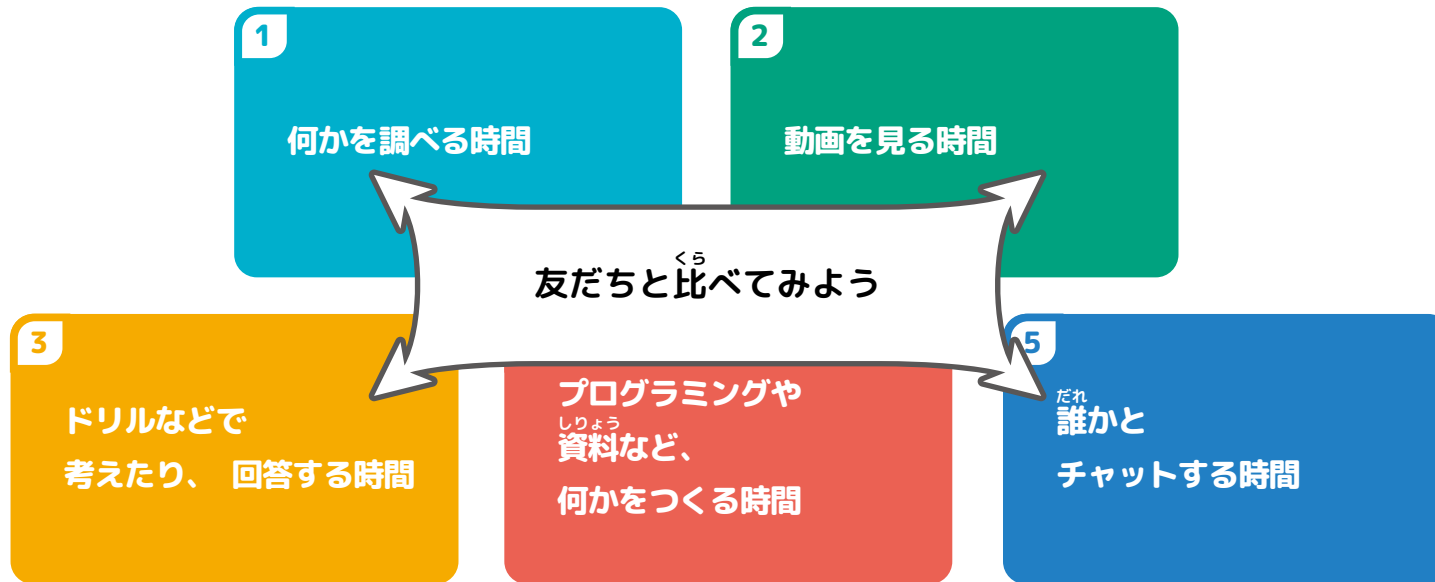 1
何かを調べる時間
2
動画を見る時間
くら
友だちと比べてみよう
3
ドリルなどで
考えたり、 回答する時間
プログラミングや
しりょう
資料など、
何かをつくる時間
5
だれ
誰かと
チャットする時間